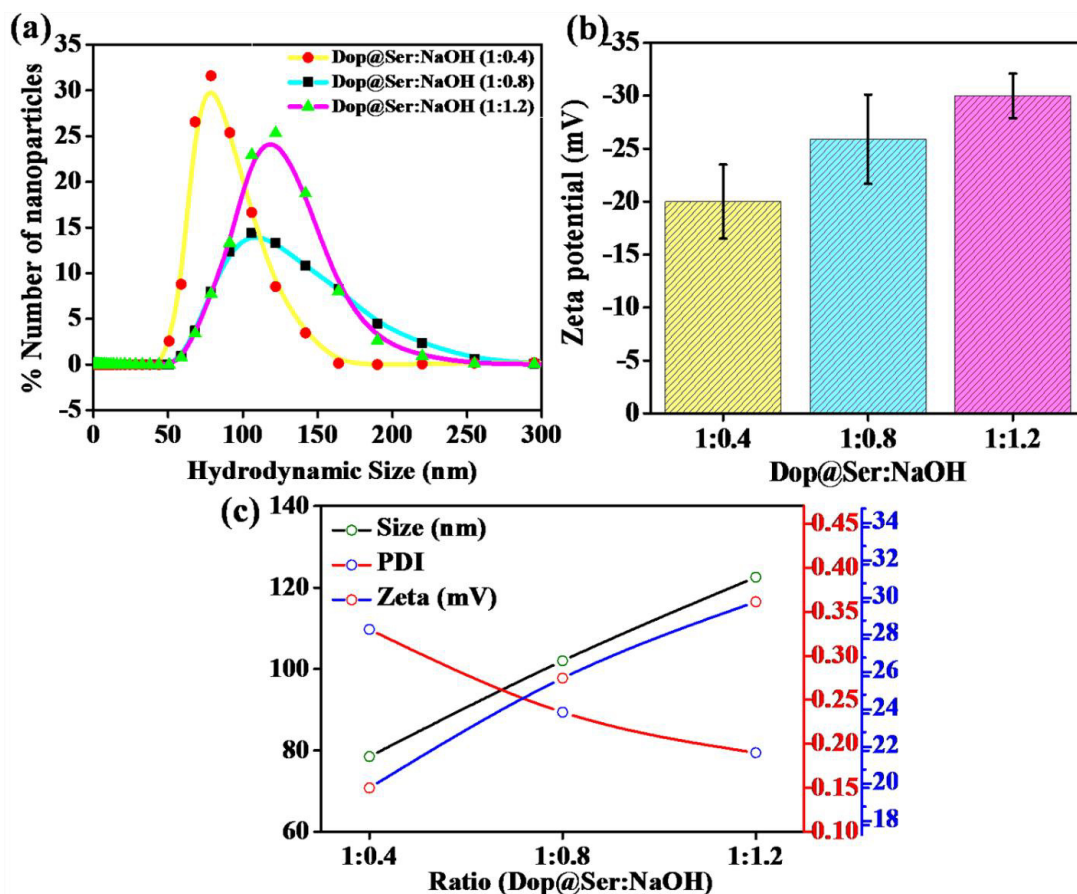 (a)
35
30
25
20
15
10
5
0
-5
% Number of nanoparticles
Dop@Ser:NaOH (1:0.4)
Dop@Ser:NaOH (1:0.8)
Dop@Ser:NaOH (1:1.2)
0 50 100 150 200 250 300
Hydrodynamic Size (nm)
(b)
-35
-30
-25
-20
-15
-10
-5
0
Zeta potential (mV)
1:0.4 1:0.8 1:1.2
Dop@Ser:NaOH
(c)
140
120
100
80
60
Size (nm)
PDI
Zeta (mV)
0.45
0.40
0.35
0.30
0.25
0.20
0.15
0.10
-34
-32
-30
-28
-26
-24
-22
-20
-18
1:0.4 1:0.8 1:1.2
Ratio (Dop@Ser:NaOH)